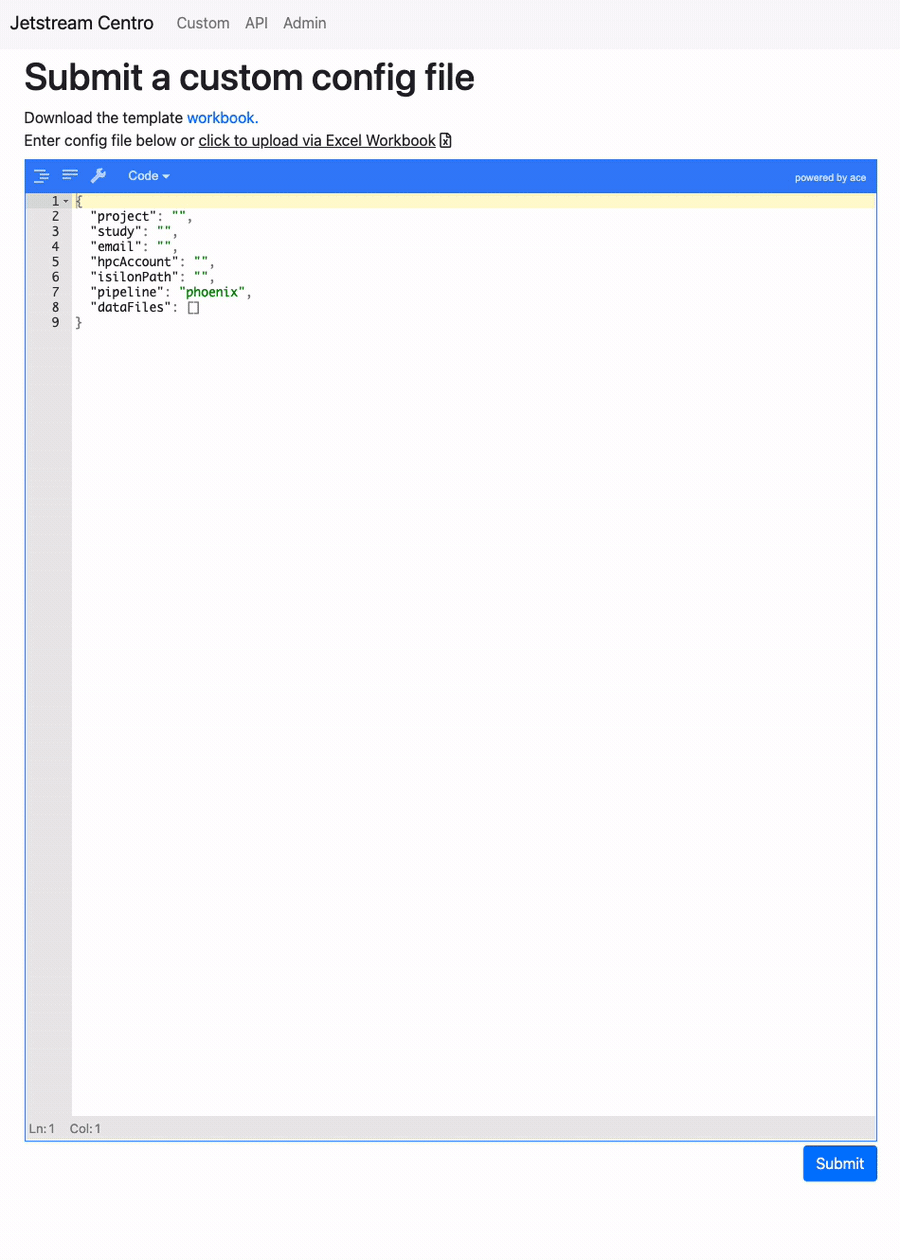 Jetstream Centro Custom API Admin
Submit a custom config file
Download the template workbook.
Enter config file below or click to upload via Excel Workbook
Code powered by ace
1 {
2 "project": "",
3 "study": "",
4 "email": "",
5 "hpcAccount": "",
6 "isilonPath": "",
7 "pipeline": "phoenix",
8 "dataFiles": []
9 }
Ln: 1 Col: 1
Submit